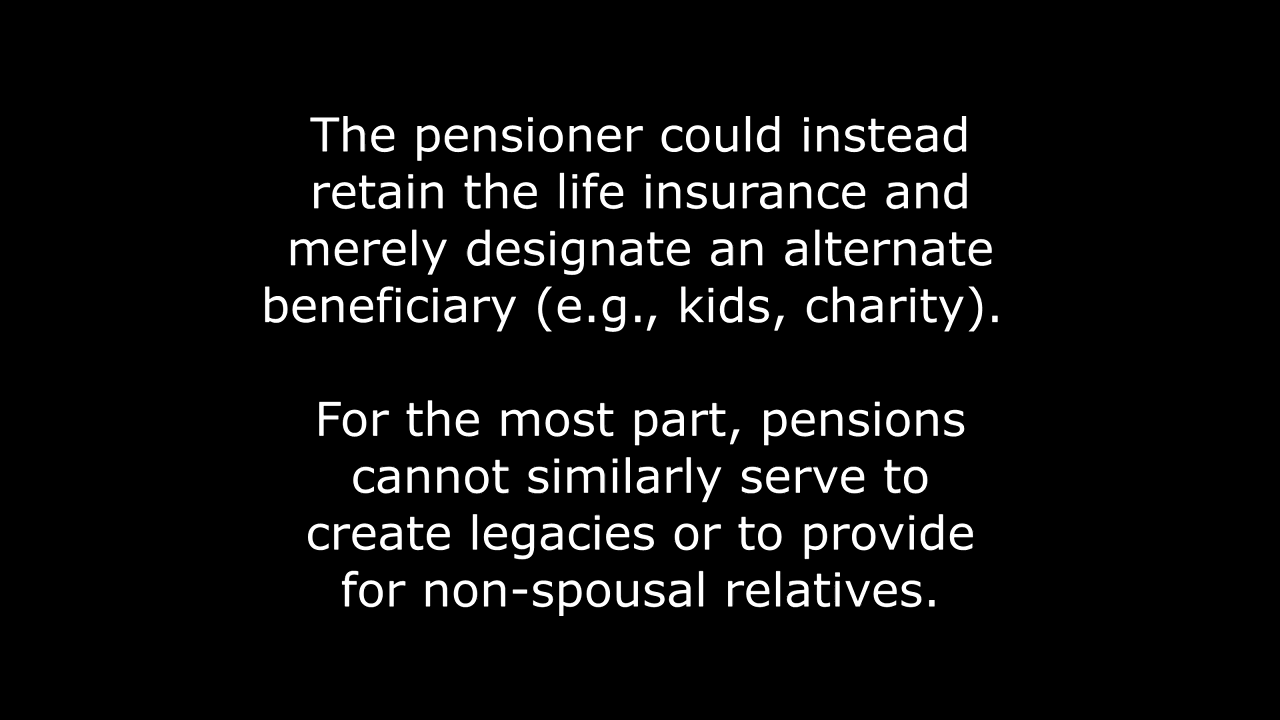 The pensioner could instead
retain the life insurance and
merely designate an alternate
beneficiary (e.g., kids, charity).
For the most part, pensions
cannot similarly serve to
create legacies or to provide
for non-spousal relatives.